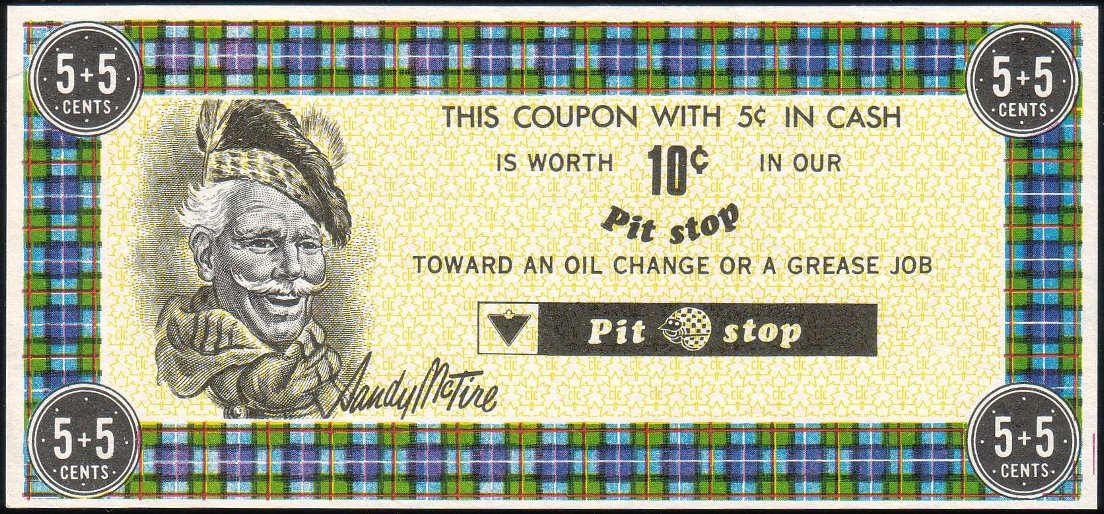 5+5
CENTS
5+5
CENTS
THIS COUPON WITH 5¢ IN CASH
IS WORTH 10¢ IN OUR
Pit stop
TOWARD AN OIL CHANGE OR A GREASE JOB
Pit stop
Sandy McTire
5+5
CENTS
5+5
CENTS